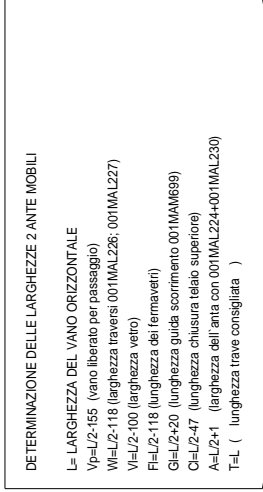 DETERMINAZIONE DELLE LARGHEZZE 2 ANTE MOBILI
L= LARGHEZZA DEL VANO ORIZZONTALE
Vp=L/2-155 (vano liberato per passaggio)
Wl=L/2-118 (larghezza traversi 001MAL226; 001MAL227)
Vl=L/2-100 (larghezza vetro)
Fl=L/2-118 (lunghezza dei fermavetri)
Gl=L/2+20 (lunghezza guida scorrimento 001MAM699)
Cl=L/2-47 (lunghezza chiusura telaio superiore)
A=L/2+1 (larghezza dell'anta con 001MAL224+001MAL230)
T=L ( lunghezza trave consigliata )